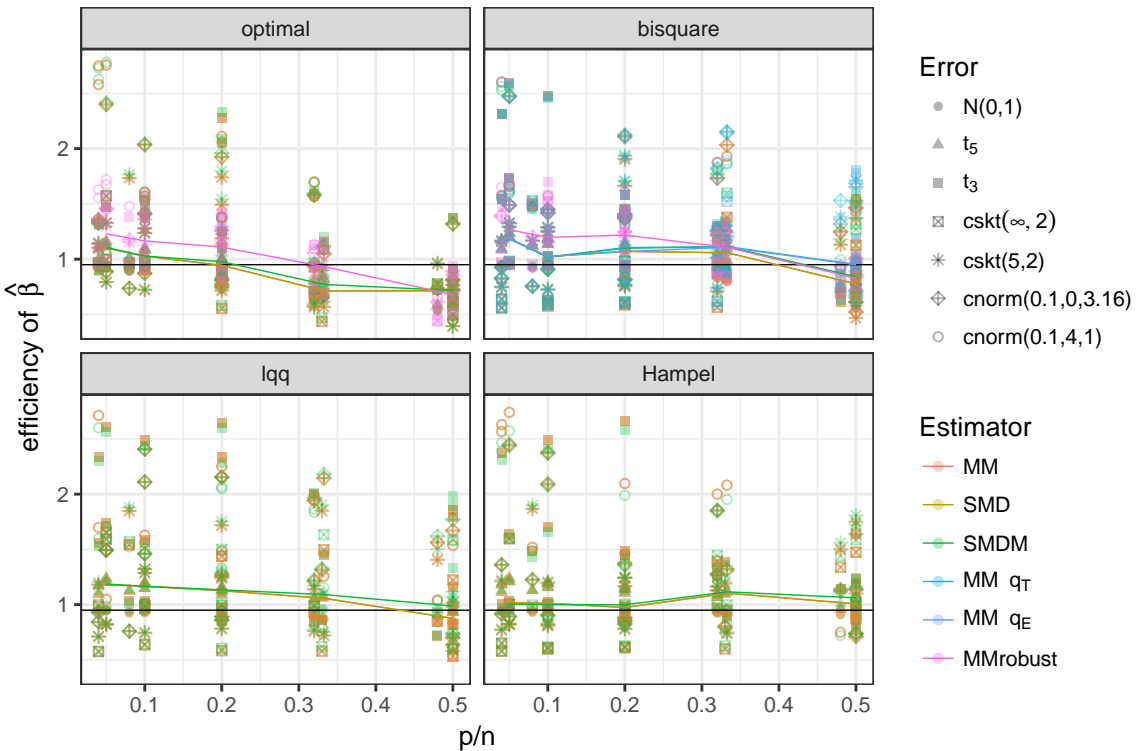 optimal
bisquare
2
1
lqq
Hampel
2
1
0.1 0.2 0.3 0.4 0.5
0.1 0.2 0.3 0.4 0.5
p/n
efficiency of β̂
Error
N(0,1)
t₅
t₃
cskt(∞, 2)
cskt(5,2)
cnorm(0.1,0,3.16)
cnorm(0.1,4,1)
Estimator
MM
SMD
SMDM
MM q_T
MM q_E
MMrobust